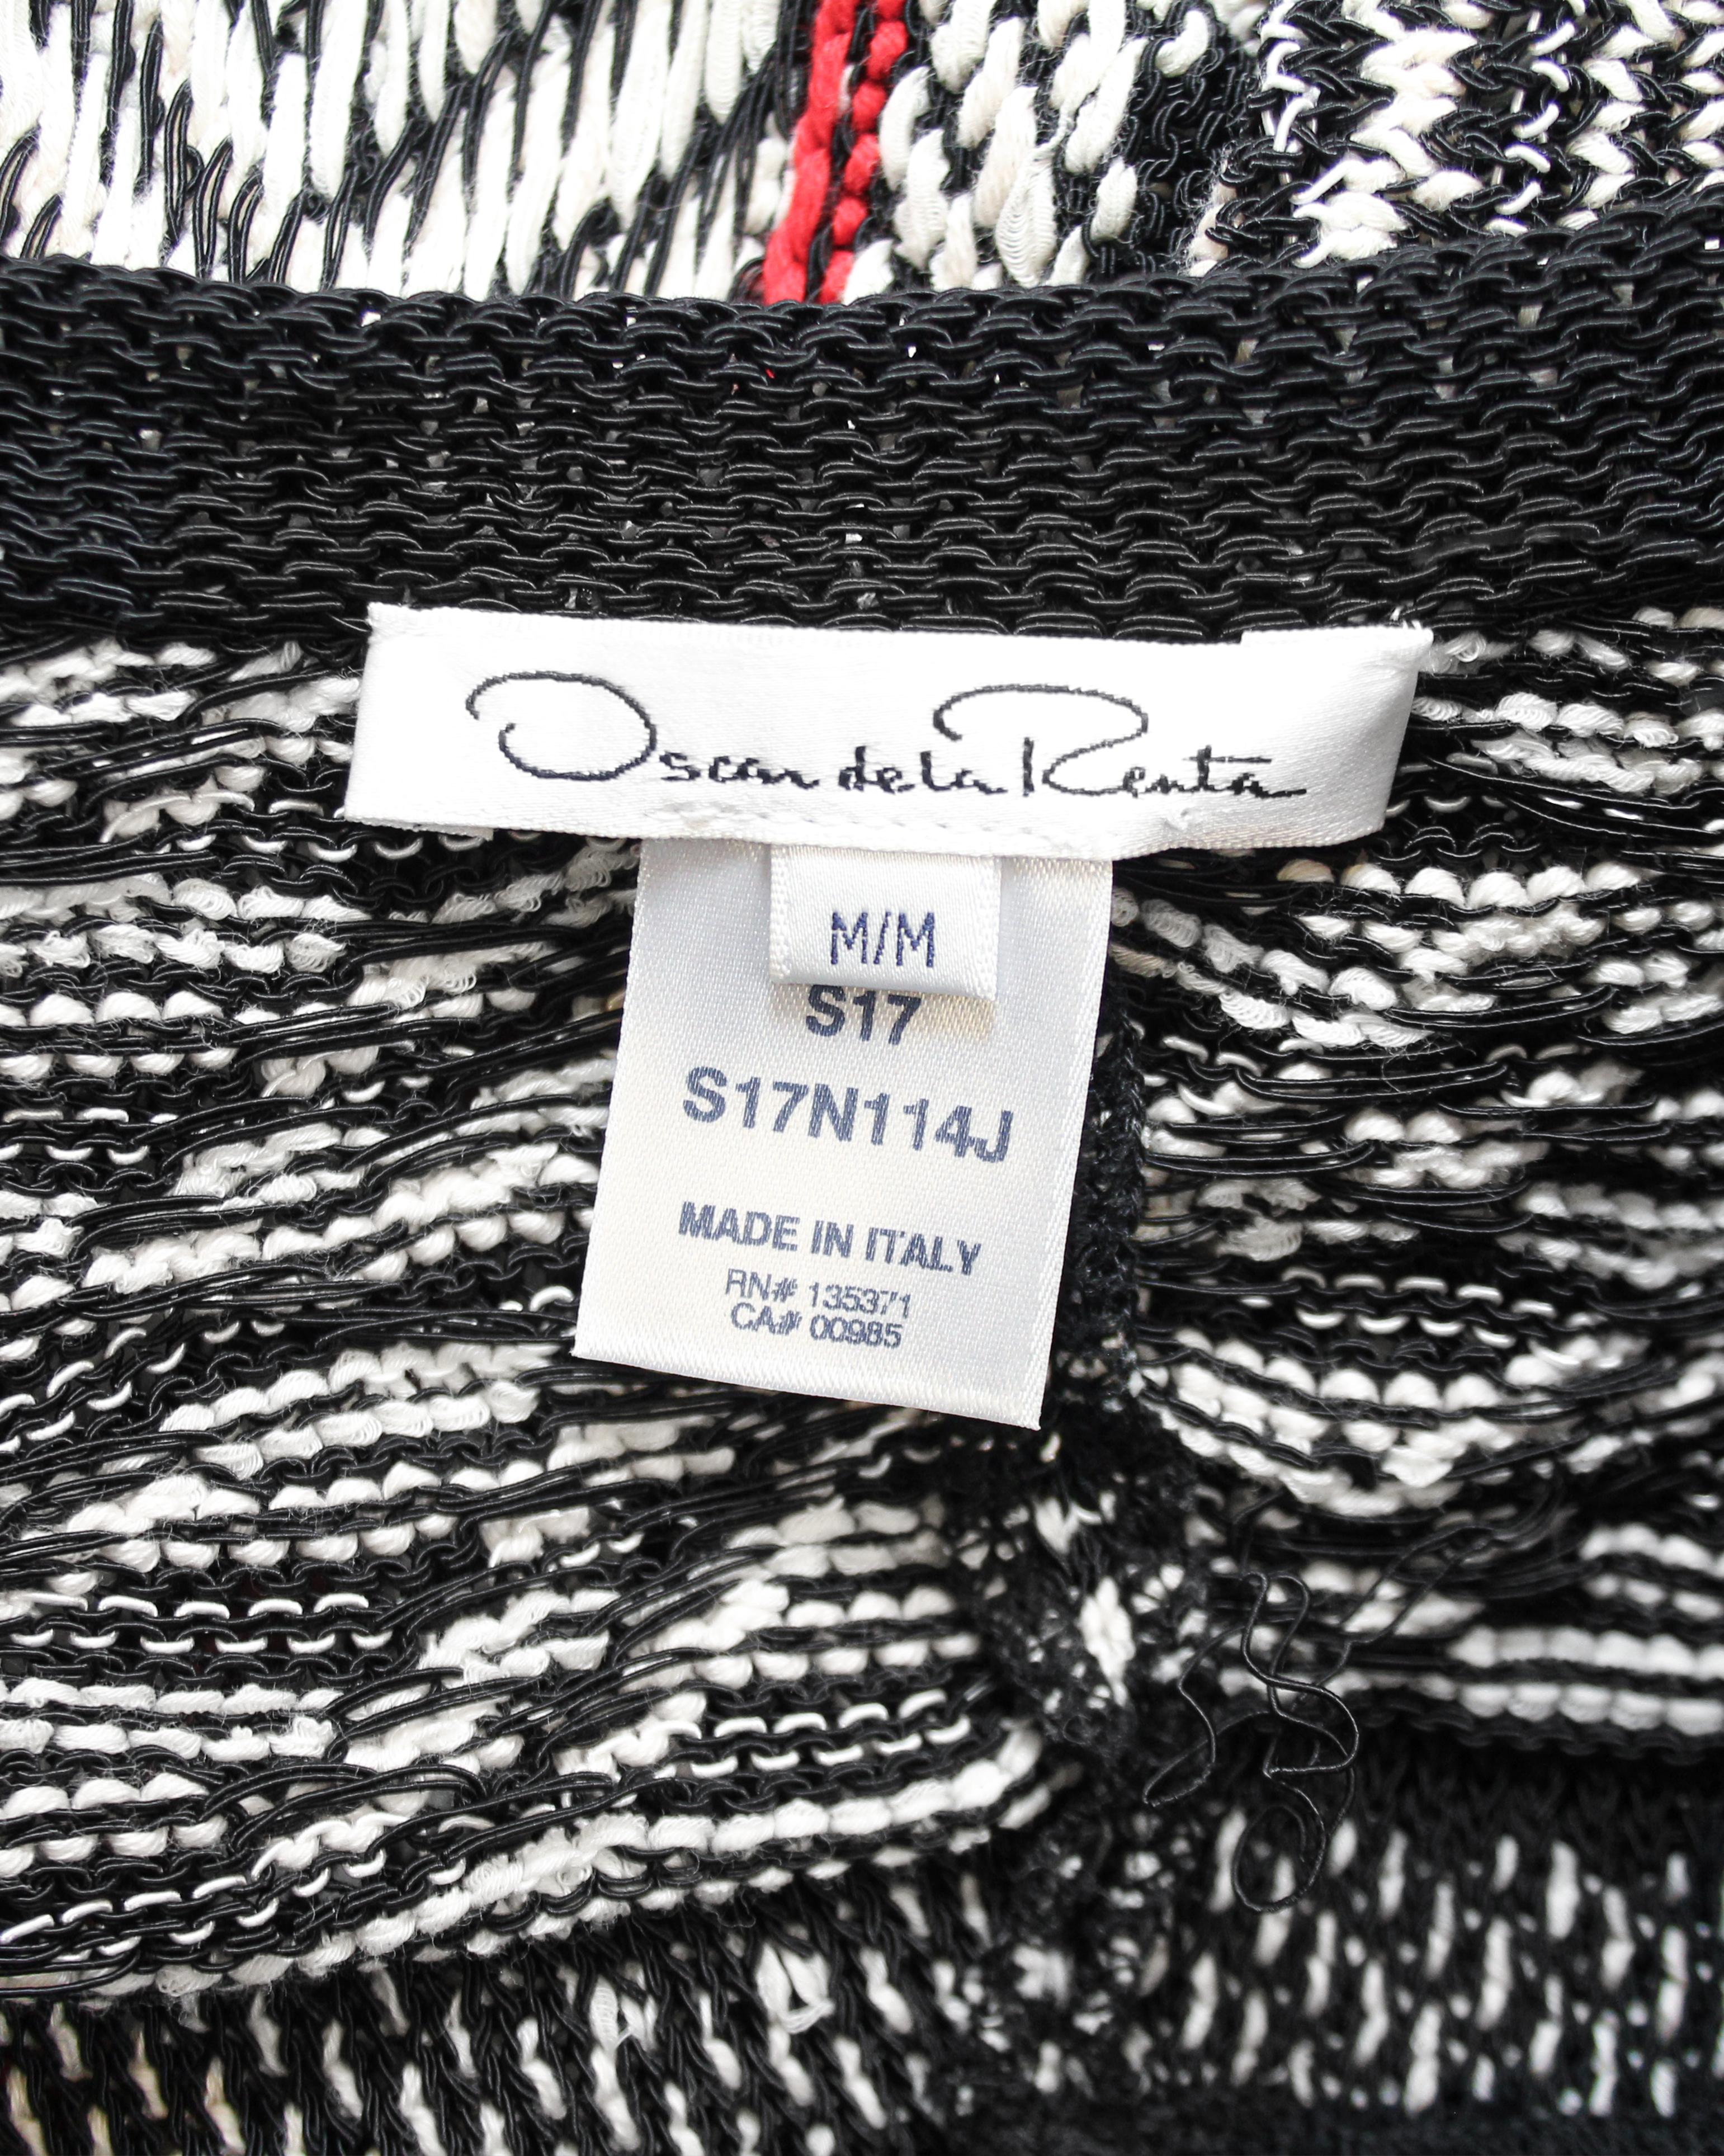 Oscar de la Renta
M/M
S17
S17N114J
MADE IN ITALY
RN# 135371
CA# 00985